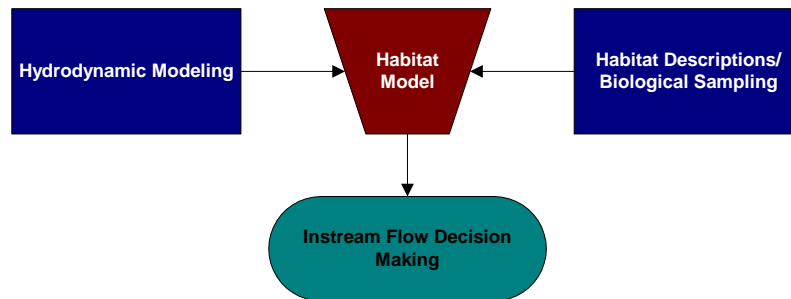 Hydrodynamic Modeling
Habitat
Model
Habitat Descriptions/
Biological Sampling
Instream Flow Decision
Making